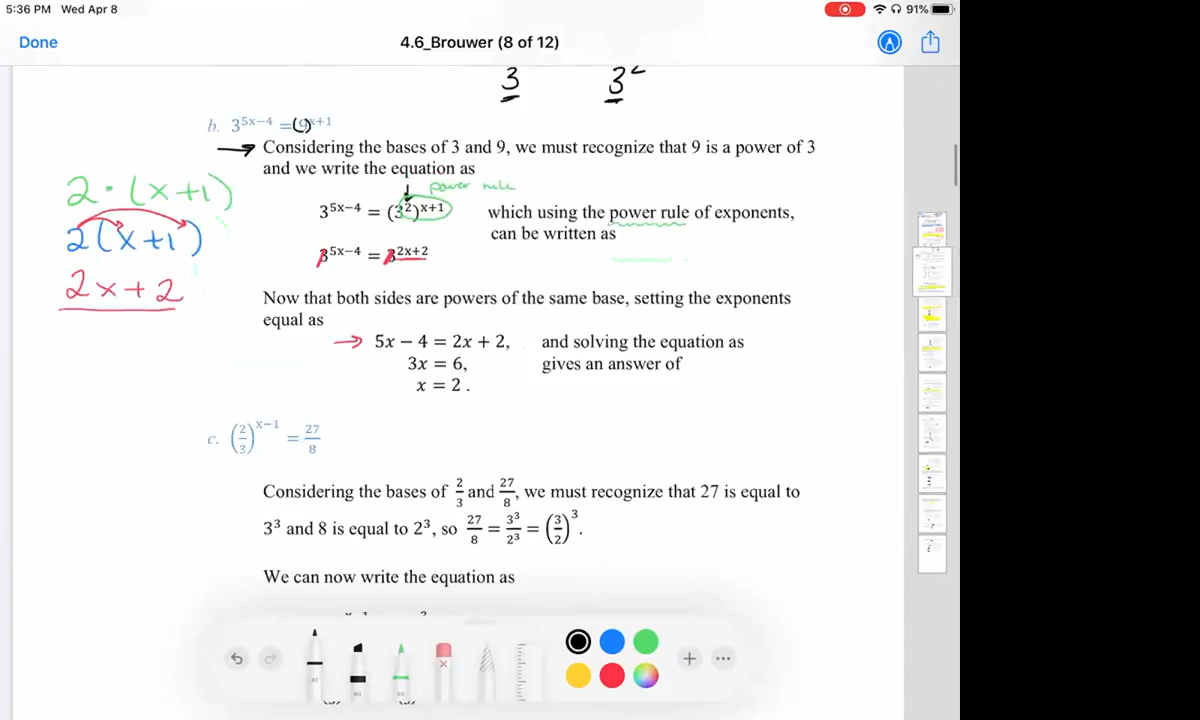 5:36 PM Wed Apr 8
91%
Done
4.6_Brouwer (8 of 12)
3 3²
b. 3^{5x−4} = ( )^{x+1}
Considering the bases of 3 and 9, we must recognize that 9 is a power of 3
and we write the equation as
power rule
3^{5x−4} = (3²)^{x+1} which using the power rule of exponents,
can be written as
3^{5x−4} = 3^{2x+2}
2 · (x+1)
2(x+1)
2x+2
Now that both sides are powers of the same base, setting the exponents
equal as
→ 5x − 4 = 2x + 2, and solving the equation as
3x = 6, gives an answer of
x = 2 .
c. (2/3)^{x−1} = 27/8
Considering the bases of 2/3 and 27/8, we must recognize that 27 is equal to
3³ and 8 is equal to 2³, so 27/8 = 3³/2³ = (3/2)³.
We can now write the equation as